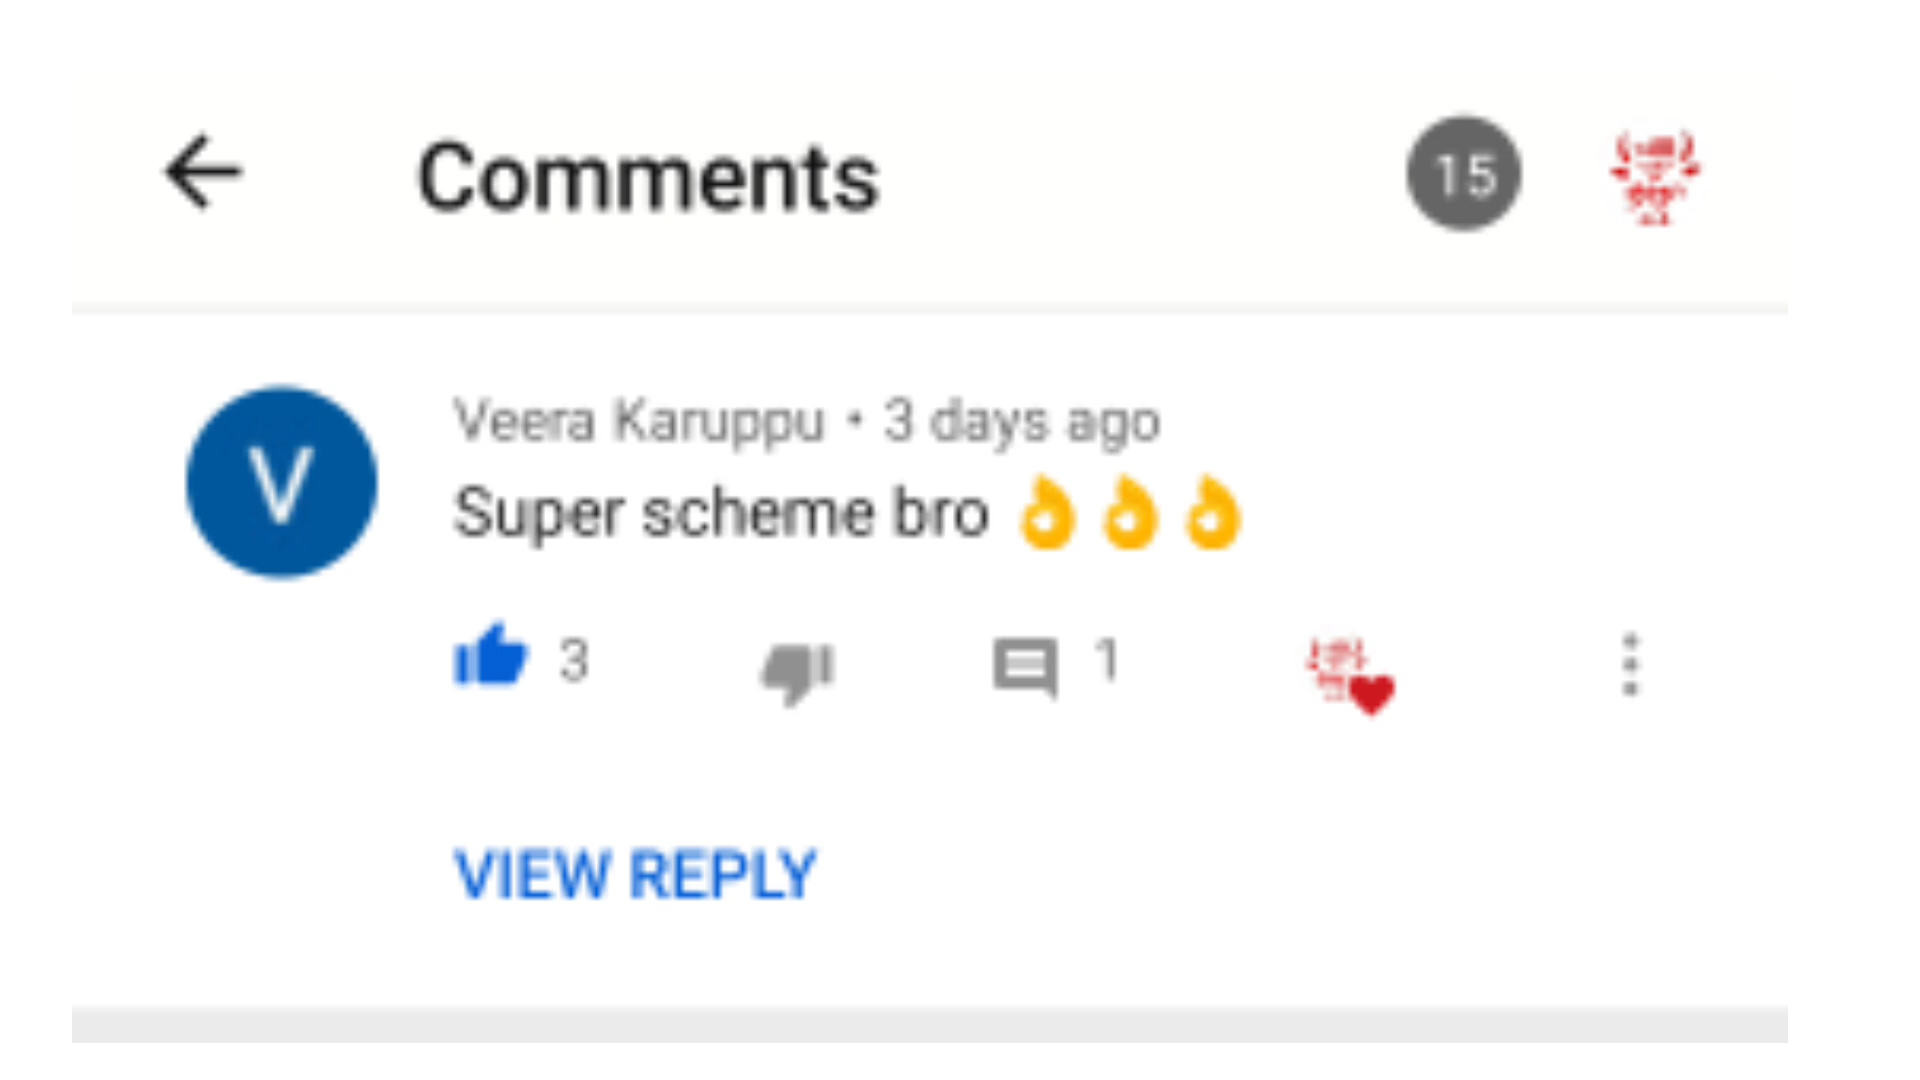 Comments
15
V
Veera Karuppu • 3 days ago
Super scheme bro 👌👌👌
3
1
VIEW REPLY